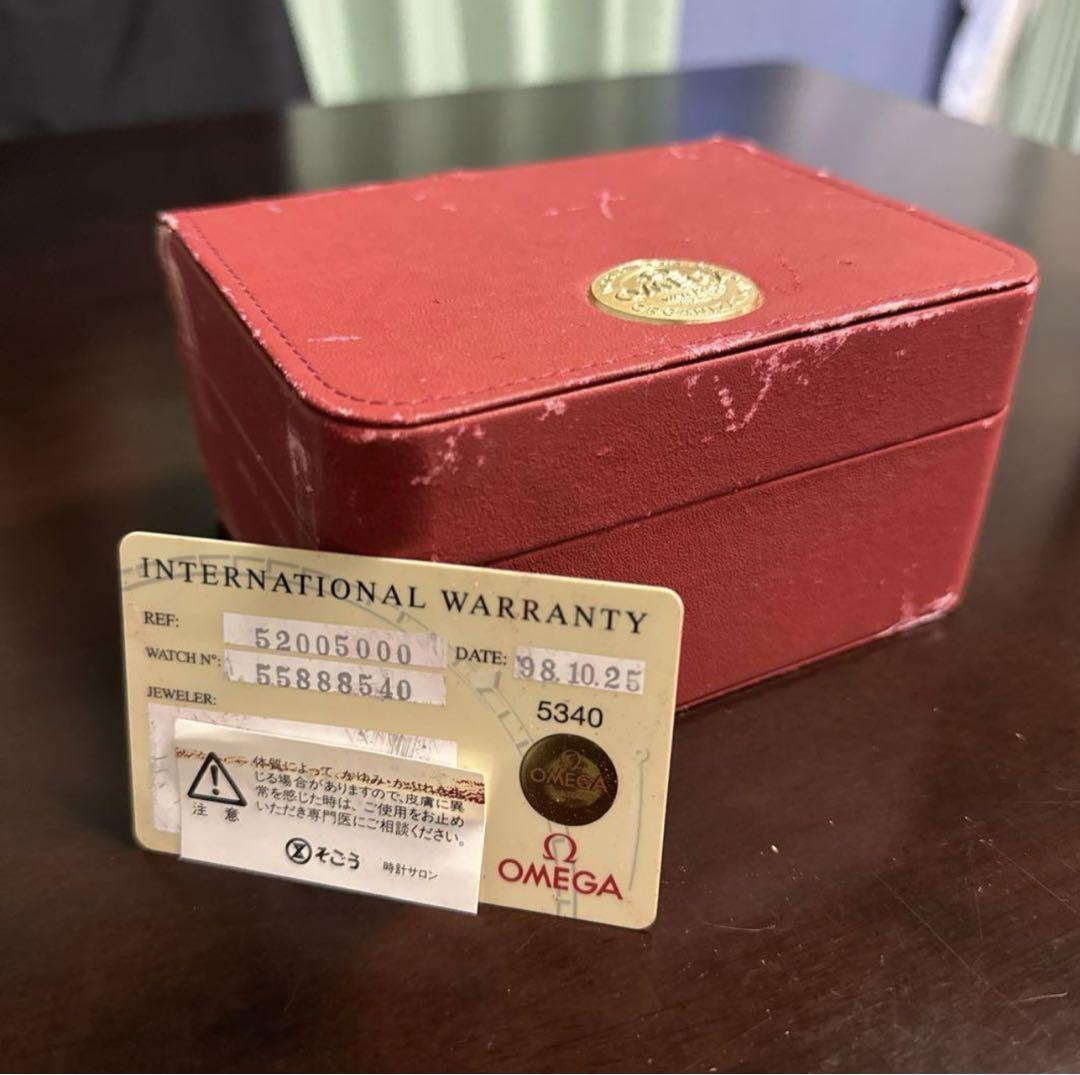 INTERNATIONAL WARRANTY
REF: 52005000
WATCH Nº: 55888540
DATE: 98.10.25
JEWELER:
5340
OMEGA
Ω
OMEGA
注 意
体質によって、かゆみ・かぶれを生
じる場合がありますので、皮膚に異
常を感じた時は、ご使用をお止め
いただき専門医にご相談ください。
そごう 時計サロン